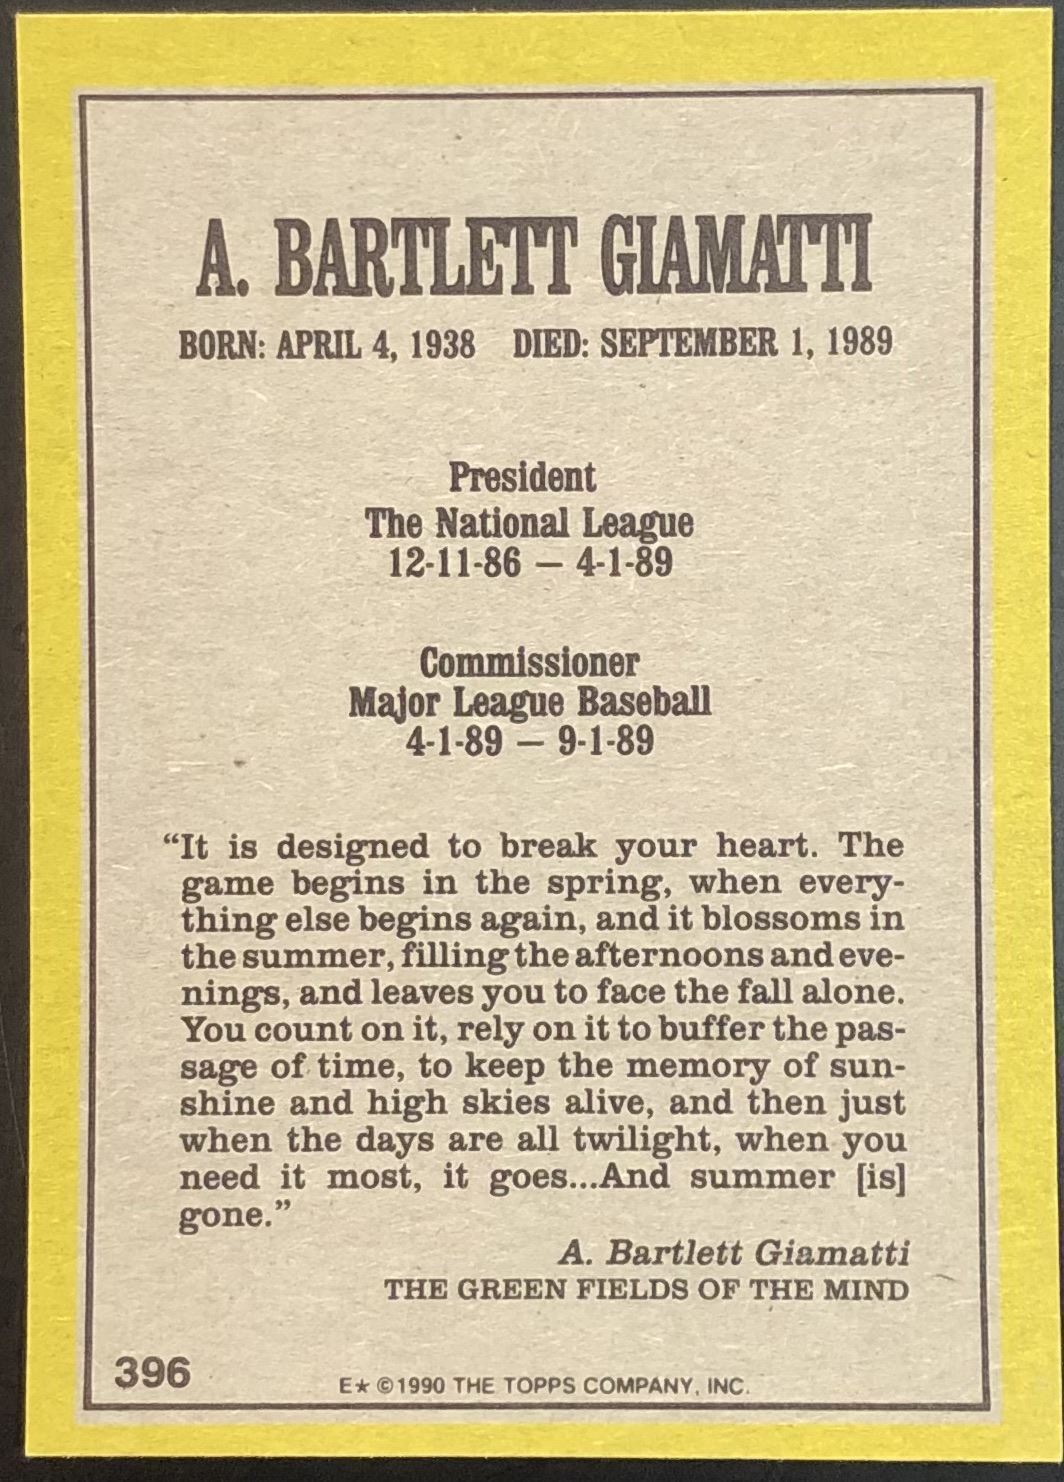 A. BARTLETT GIAMATTI
BORN: APRIL 4, 1938 DIED: SEPTEMBER 1, 1989
President
The National League
12-11-86 — 4-1-89
Commissioner
Major League Baseball
4-1-89 — 9-1-89
“It is designed to break your heart. The
game begins in the spring, when every-
thing else begins again, and it blossoms in
the summer, filling the afternoons and eve-
nings, and leaves you to face the fall alone.
You count on it, rely on it to buffer the pas-
sage of time, to keep the memory of sun-
shine and high skies alive, and then just
when the days are all twilight, when you
need it most, it goes...And summer [is]
gone.”
A. Bartlett Giamatti
THE GREEN FIELDS OF THE MIND
396
E★ ©1990 THE TOPPS COMPANY, INC.